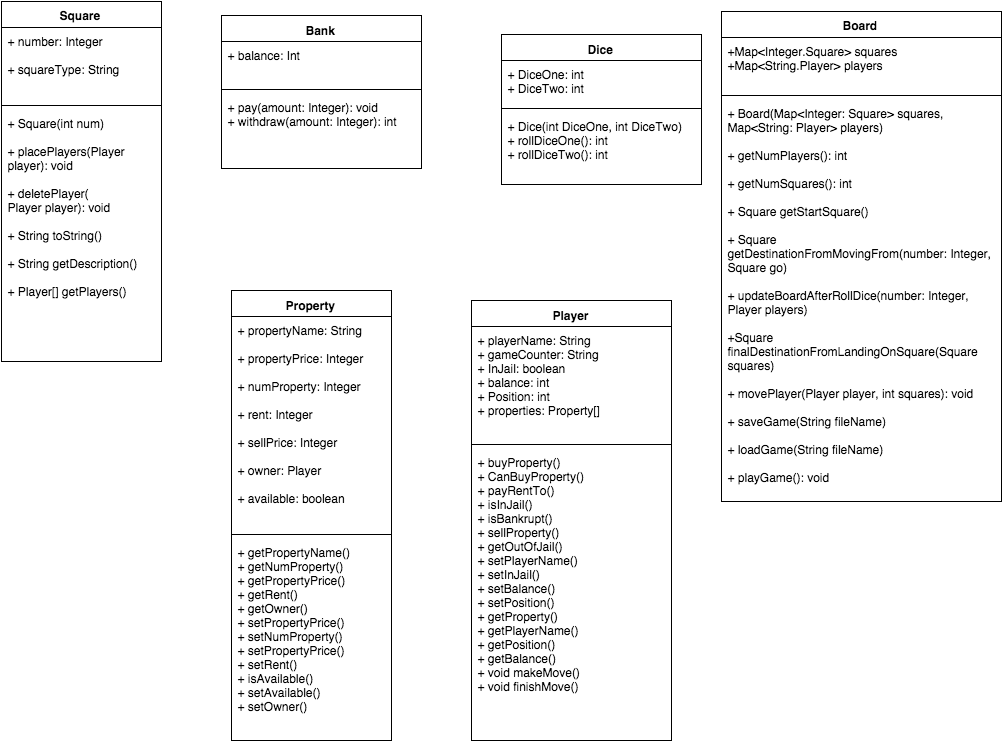 Square
+ number: Integer
+ squareType: String
+ Square(int num)
+ placePlayers(Player
player): void
+ deletePlayer(
Player player): void
+ String toString()
+ String getDescription()
+ Player[] getPlayers()
Bank
+ balance: Int
+ pay(amount: Integer): void
+ withdraw(amount: Integer): int
Dice
+ DiceOne: int
+ DiceTwo: int
+ Dice(int DiceOne, int DiceTwo)
+ rollDiceOne(): int
+ rollDiceTwo(): int
Board
+Map<Integer.Square> squares
+Map<String.Player> players
+ Board(Map<Integer: Square> squares,
Map<String: Player> players)
+ getNumPlayers(): int
+ getNumSquares(): int
+ Square getStartSquare()
+ Square
getDestinationFromMovingFrom(number: Integer,
Square go)
+ updateBoardAfterRollDice(number: Integer,
Player players)
+Square
finalDestinationFromLandingOnSquare(Square
squares)
+ movePlayer(Player player, int squares): void
+ saveGame(String fileName)
+ loadGame(String fileName)
+ playGame(): void
Property
+ propertyName: String
+ propertyPrice: Integer
+ numProperty: Integer
+ rent: Integer
+ sellPrice: Integer
+ owner: Player
+ available: boolean
+ getPropertyName()
+ getNumProperty()
+ getPropertyPrice()
+ getRent()
+ getOwner()
+ setPropertyPrice()
+ setNumProperty()
+ setPropertyPrice()
+ setRent()
+ isAvailable()
+ setAvailable()
+ setOwner()
Player
+ playerName: String
+ gameCounter: String
+ InJail: boolean
+ balance: int
+ Position: int
+ properties: Property[]
+ buyProperty()
+ CanBuyProperty()
+ payRentTo()
+ isInJail()
+ isBankrupt()
+ sellProperty()
+ getOutOfJail()
+ setPlayerName()
+ setInJail()
+ setBalance()
+ setPosition()
+ getProperty()
+ getPlayerName()
+ getPosition()
+ getBalance()
+ void makeMove()
+ void finishMove()